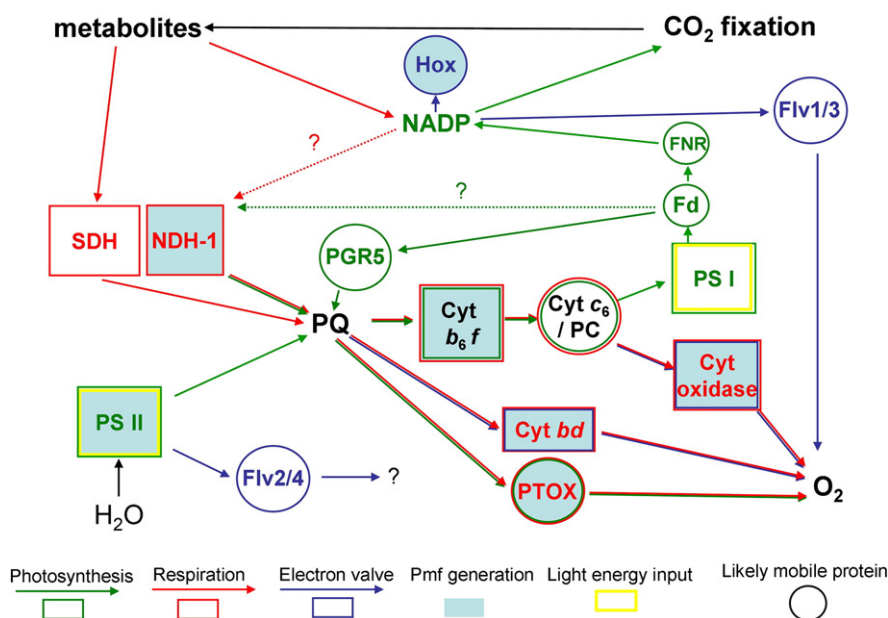 metabolites
CO2 fixation
Hox
NADP
Flv1/3
FNR
?
?
Fd
SDH
NDH-1
PGR5
PS I
PQ
Cyt
b6 f
Cyt c6
/ PC
Cyt
oxidase
PS II
Cyt bd
Flv2/4
?
PTOX
O2
H2O
Photosynthesis
Respiration
Electron valve
Pmf generation
Light energy input
Likely mobile protein